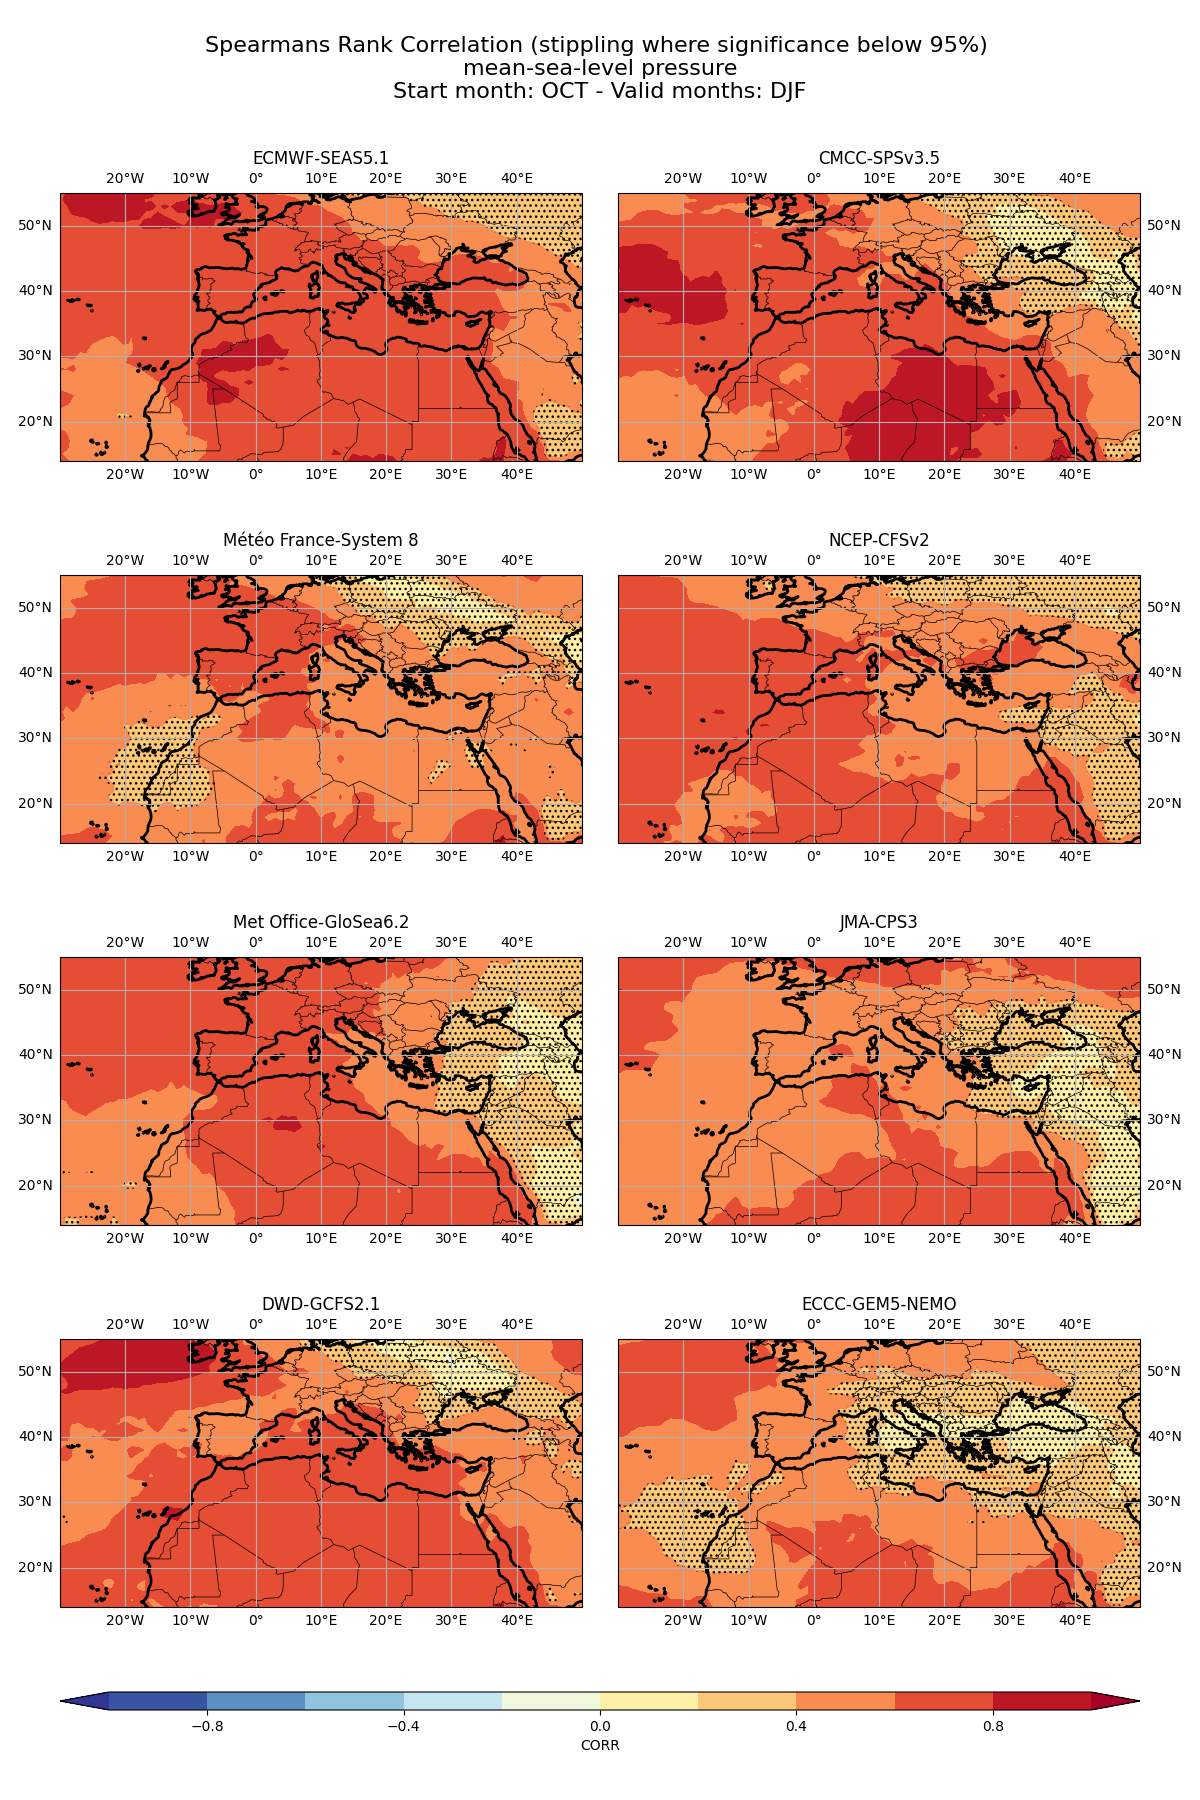 Spearmans Rank Correlation (stippling where significance below 95%)
mean-sea-level pressure
Start month: OCT - Valid months: DJF
ECMWF-SEAS5.1
20°W 10°W 0° 10°E 20°E 30°E 40°E
50°N
40°N
30°N
20°N
20°W 10°W 0° 10°E 20°E 30°E 40°E
CMCC-SPSv3.5
20°W 10°W 0° 10°E 20°E 30°E 40°E
50°N
40°N
30°N
20°N
20°W 10°W 0° 10°E 20°E 30°E 40°E
Météo France-System 8
20°W 10°W 0° 10°E 20°E 30°E 40°E
50°N
40°N
30°N
20°N
20°W 10°W 0° 10°E 20°E 30°E 40°E
NCEP-CFSv2
20°W 10°W 0° 10°E 20°E 30°E 40°E
50°N
40°N
30°N
20°N
20°W 10°W 0° 10°E 20°E 30°E 40°E
Met Office-GloSea6.2
20°W 10°W 0° 10°E 20°E 30°E 40°E
50°N
40°N
30°N
20°N
20°W 10°W 0° 10°E 20°E 30°E 40°E
JMA-CPS3
20°W 10°W 0° 10°E 20°E 30°E 40°E
50°N
40°N
30°N
20°N
20°W 10°W 0° 10°E 20°E 30°E 40°E
DWD-GCFS2.1
20°W 10°W 0° 10°E 20°E 30°E 40°E
50°N
40°N
30°N
20°N
20°W 10°W 0° 10°E 20°E 30°E 40°E
ECCC-GEM5-NEMO
20°W 10°W 0° 10°E 20°E 30°E 40°E
50°N
40°N
30°N
20°N
20°W 10°W 0° 10°E 20°E 30°E 40°E
−0.8 −0.4 0.0 0.4 0.8
CORR